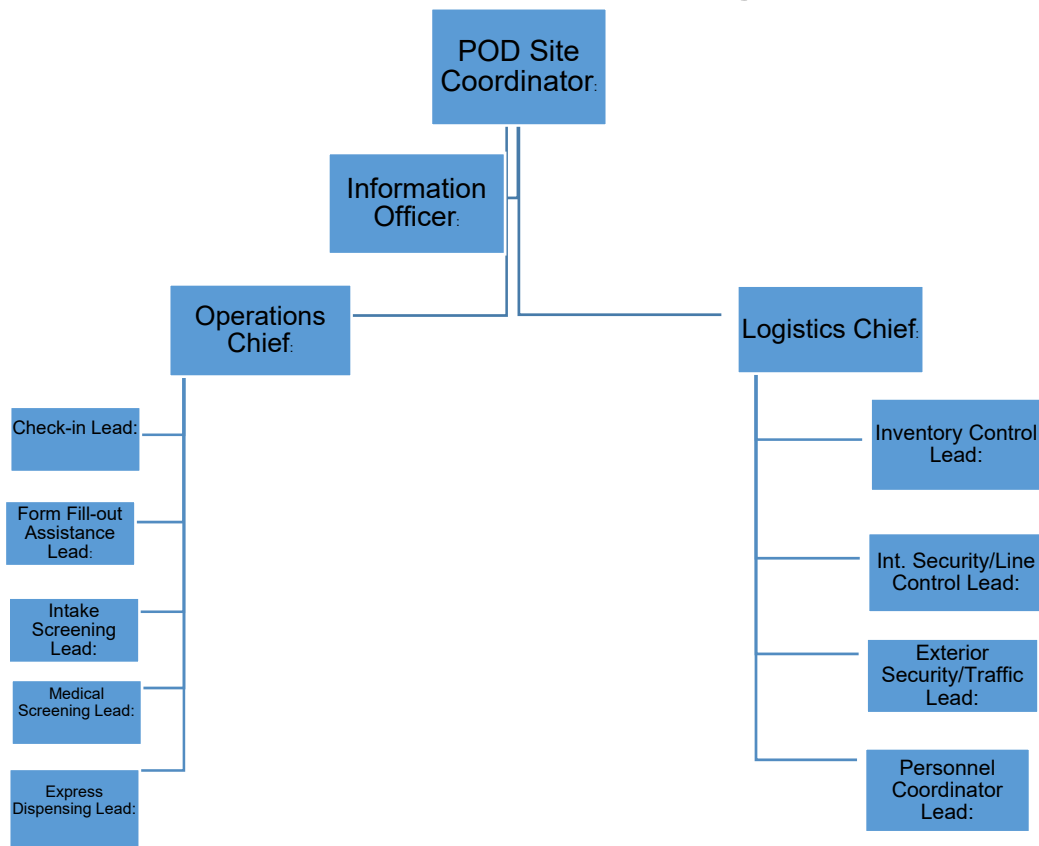 POD Site
Coordinator:
Information
Officer:
Operations
Chief:
Logistics Chief:
Check-in Lead:
Form Fill-out
Assistance
Lead:
Intake
Screening
Lead:
Medical
Screening Lead:
Express
Dispensing Lead:
Inventory Control
Lead:
Int. Security/Line
Control Lead:
Exterior
Security/Traffic
Lead:
Personnel
Coordinator
Lead: